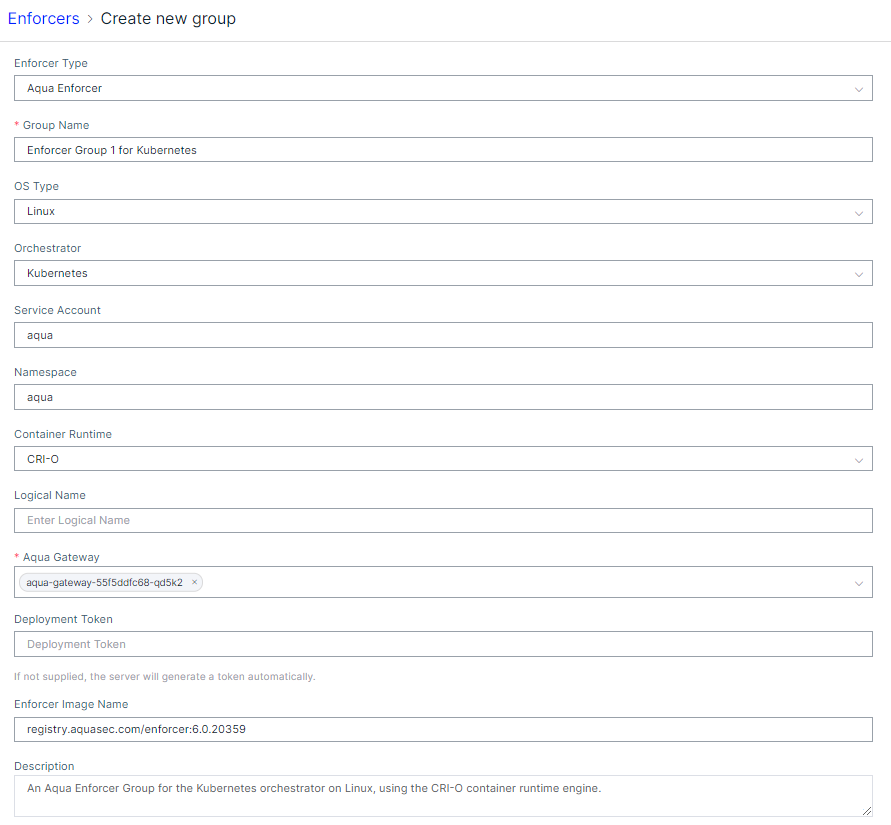 Enforcers > Create new group
Enforcer Type
Aqua Enforcer
* Group Name
Enforcer Group 1 for Kubernetes
OS Type
Linux
Orchestrator
Kubernetes
Service Account
aqua
Namespace
aqua
Container Runtime
CRI-O
Logical Name
Enter Logical Name
* Aqua Gateway
aqua-gateway-55f5ddfc68-qd5k2 ×
Deployment Token
Deployment Token
If not supplied, the server will generate a token automatically.
Enforcer Image Name
registry.aquasec.com/enforcer:6.0.20359
Description
An Aqua Enforcer Group for the Kubernetes orchestrator on Linux, using the CRI-O container runtime engine.